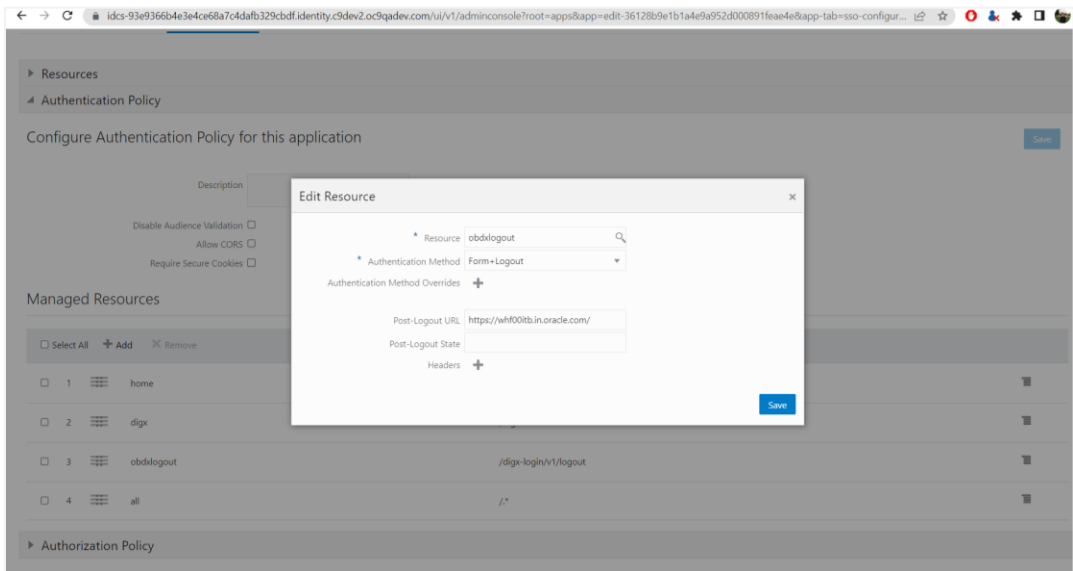 idcs-93e9366b4e3e4ce68a7c4dafb329cbdf.identity.c9dev2.oc9qadev.com/ui/v1/adminconsole?root=apps&app=edit-36128b9e1b1a4e9a952d000891feae4e&app-tab=sso-configur...
Resources
Authentication Policy
Configure Authentication Policy for this application
Save
Description
Disable Audience Validation
Allow CORS
Require Secure Cookies
Edit Resource
* Resource obdxlogout
* Authentication Method Form+Logout
Authentication Method Overrides
Post-Logout URL https://whf00itb.in.oracle.com/
Post-Logout State
Headers
Save
Managed Resources
Select All Add Remove
1 home
2 digx
3 obdxlogout /digx-login/v1/logout
4 all /.*
Authorization Policy